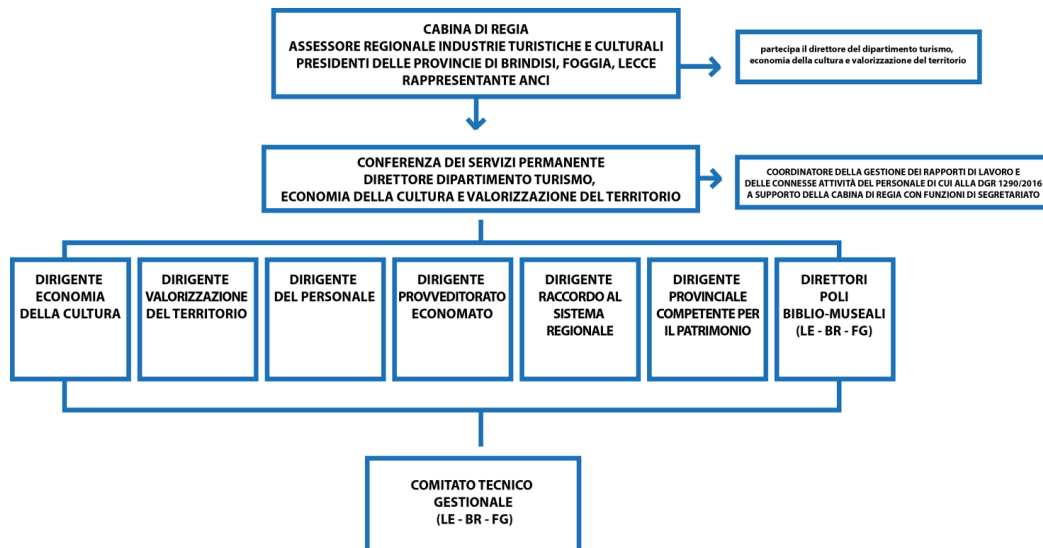 CABINA DI REGIA
ASSESSORE REGIONALE INDUSTRIE TURISTICHE E CULTURALI
PRESIDENTI DELLE PROVINCIE DI BRINDISI, FOGGIA, LECCE
RAPPRESENTANTE ANCI
partecipa il direttore del dipartimento turismo,
economia della cultura e valorizzazione del territorio
CONFERENZA DEI SERVIZI PERMANENTE
DIRETTORE DIPARTIMENTO TURISMO,
ECONOMIA DELLA CULTURA E VALORIZZAZIONE DEL TERRITORIO
COORDINATORE DELLA GESTIONE DEI RAPPORTI DI LAVORO E
DELLE CONNESSE ATTIVITÀ DEL PERSONALE DI CUI ALLA DGR 1290/2016
A SUPPORTO DELLA CABINA DI REGIA CON FUNZIONI DI SEGRETARIATO
DIRIGENTE
ECONOMIA
DELLA CULTURA
DIRIGENTE
VALORIZZAZIONE
DEL TERRITORIO
DIRIGENTE
DEL PERSONALE
DIRIGENTE
PROVVEDITORATO
ECONOMATO
DIRIGENTE
RACCORDO AL
SISTEMA
REGIONALE
DIRIGENTE
PROVINCIALE
COMPETENTE PER
IL PATRIMONIO
DIRETTORI
POLI
BIBLIO-MUSEALI
(LE - BR - FG)
COMITATO TECNICO
GESTIONALE
(LE - BR - FG)